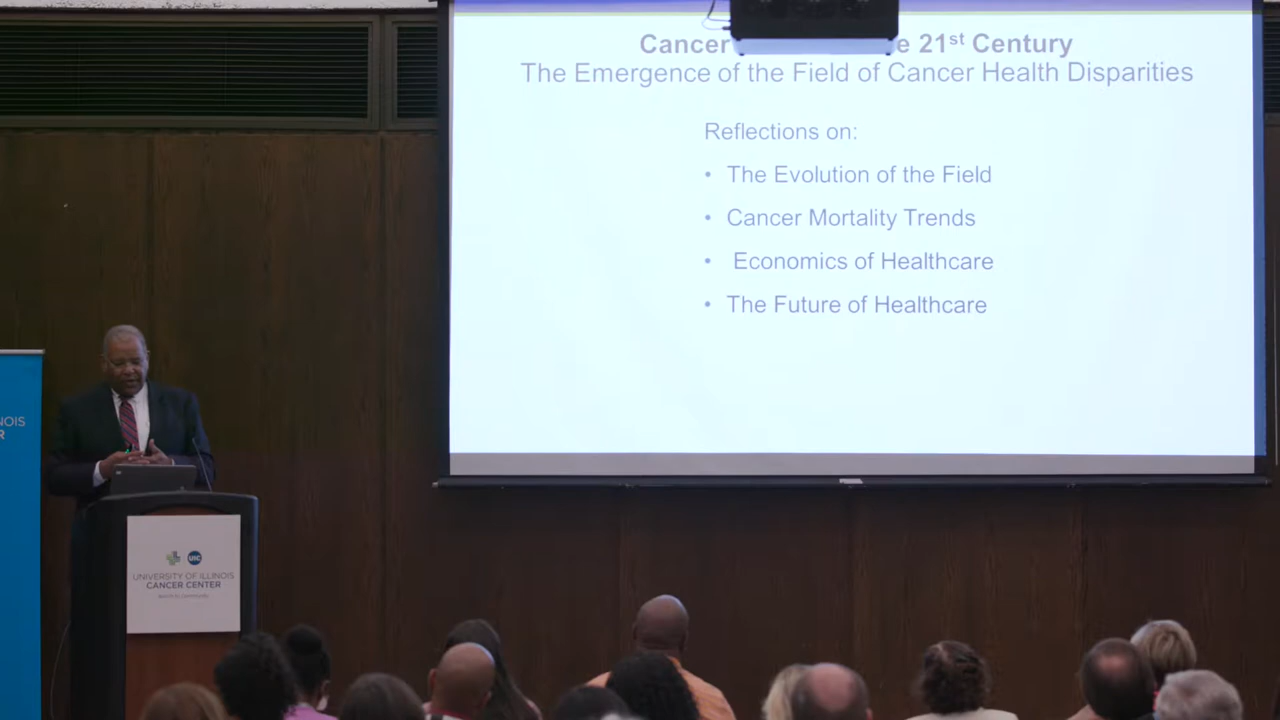 Cancer e 21st Century
The Emergence of the Field of Cancer Health Disparities
Reflections on:
• The Evolution of the Field
• Cancer Mortality Trends
• Economics of Healthcare
• The Future of Healthcare
NOIS
R
UIC
UNIVERSITY OF ILLINOIS
CANCER CENTER